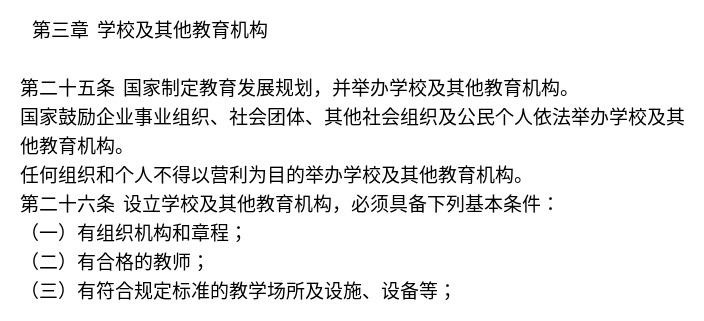 第三章 学校及其他教育机构
第二十五条 国家制定教育发展规划，并举办学校及其他教育机构。
国家鼓励企业事业组织、社会团体、其他社会组织及公民个人依法举办学校及其
他教育机构。
任何组织和个人不得以营利为目的举办学校及其他教育机构。
第二十六条 设立学校及其他教育机构，必须具备下列基本条件：
（一）有组织机构和章程；
（二）有合格的教师；
（三）有符合规定标准的教学场所及设施、设备等；